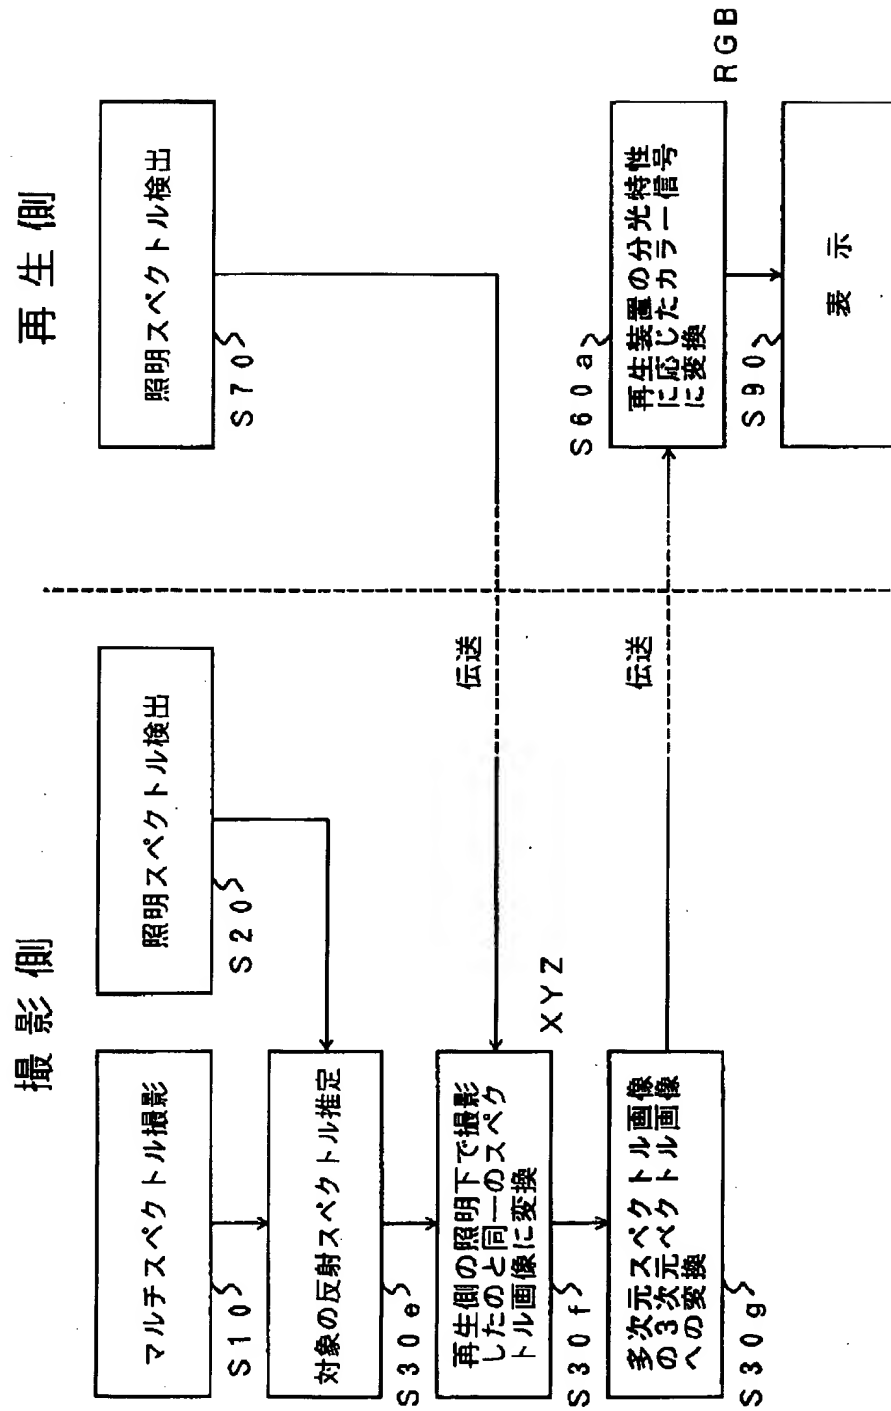 撮影側
マルチスペクトル撮影
S10
照明スペクトル検出
S20
対象の反射スペクトル推定
S30e
再生側の照明下で撮影
したのと同一のスペク
トル画像に変換
S30f
XYZ
多次元スペクトル画像
の3次元ベクトル画像
への変換
S30g
伝送
伝送
再生側
照明スペクトル検出
S70
再生装置の分光特性
に応じたカラー信号
に変換
S60a
RGB
表示
S90